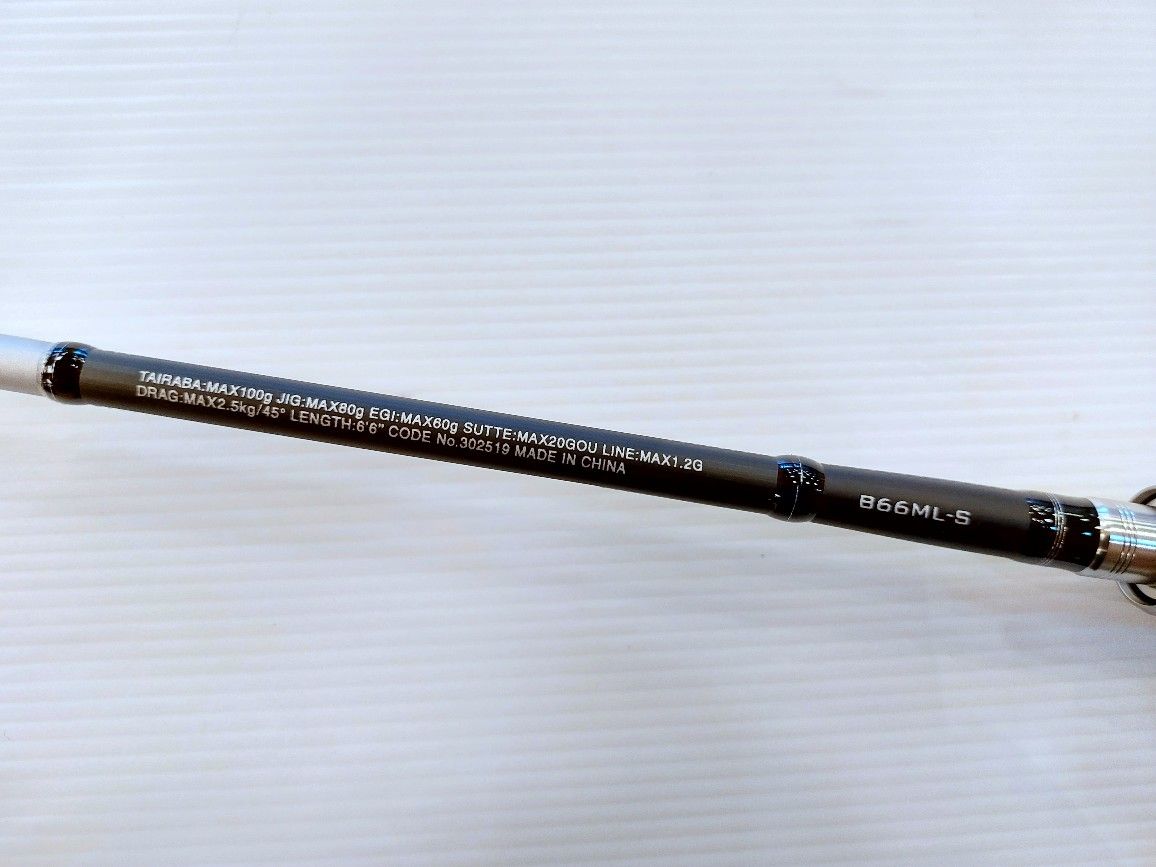 TAIRABA:MAX100g JIG:MAX80g EGI:MAX60g SUTTE:MAX20GOU LINE:MAX1.2G
DRAG:MAX2.5kg/45° LENGTH:6'6" CODE No.302519 MADE IN CHINA
B66ML-S